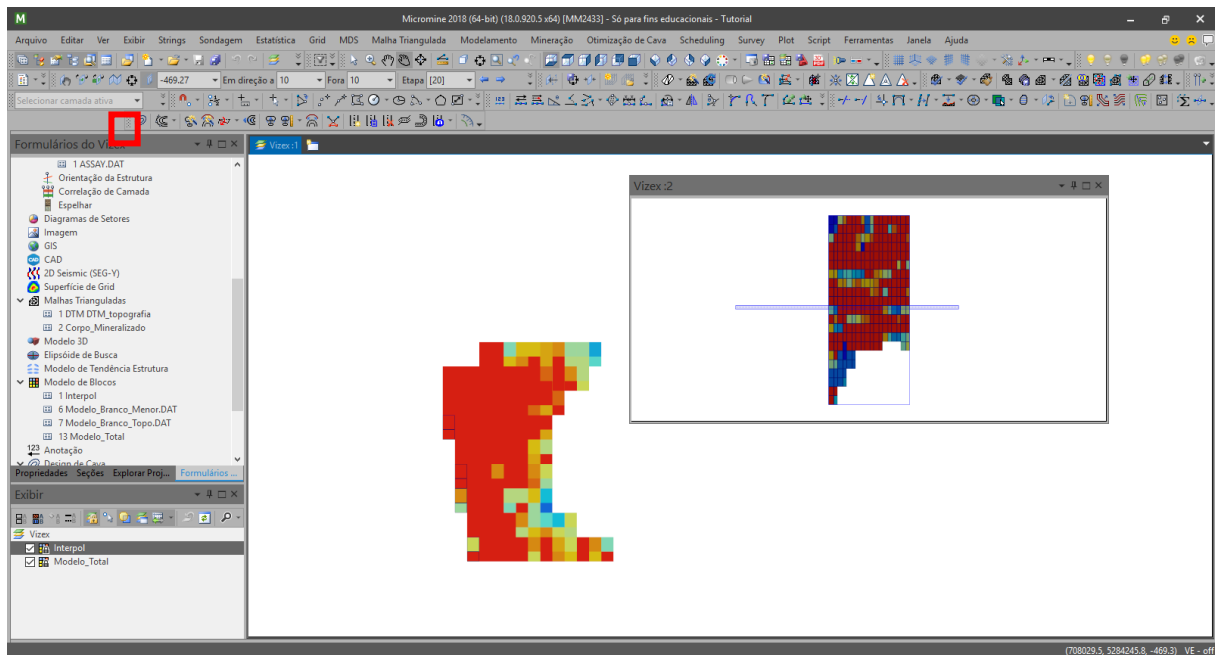 M
Micromine 2018 (64-bit) (18.0.920.5 x64) [MM2433] - Só para fins educacionais - Tutorial
Arquivo Editar Ver Exibir Strings Sondagem Estatística Grid MDS Malha Triangulada Modelamento Mineração Otimização de Cava Scheduling Survey Plot Script Ferramentas Janela Ajuda
-469.27 Em direção a 10 Fora 10 Etapa [20]
Selecionar camada ativa
Formulários do Vizex
Vizex :1
1 ASSAY.DAT
Orientação da Estrutura
Correlação de Camada
Espelhar
Diagramas de Setores
Imagem
GIS
CAD
2D Seismic (SEG-Y)
Superfície de Grid
Malhas Trianguladas
1 DTM DTM_topografia
2 Corpo_Mineralizado
Modelo 3D
Elipsóide de Busca
Modelo de Tendência Estrutura
Modelo de Blocos
1 Interpol
6 Modelo_Branco_Menor.DAT
7 Modelo_Branco_Topo.DAT
13 Modelo_Total
123 Anotação
Design de Cava
Propriedades Seções Explorar Proj... Formulários ...
Exibir
Vizex
Interpol
Modelo_Total
Vizex :2
(708029.5, 5284245.8, -469.3) VE - off